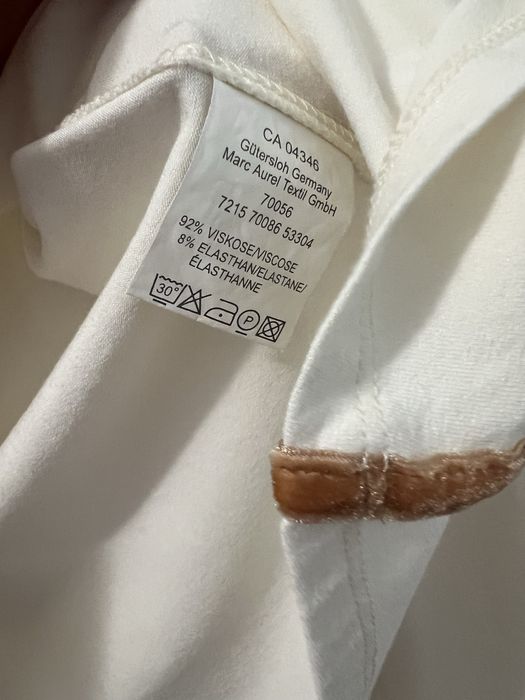 CA 04346
Gütersloh Germany
Marc Aurel Textil GmbH
70056
7215 70086 53304
92% VISKOSE/VISCOSE
8% ELASTHAN/ELASTANE/
ÉLASTHANNE
30° P